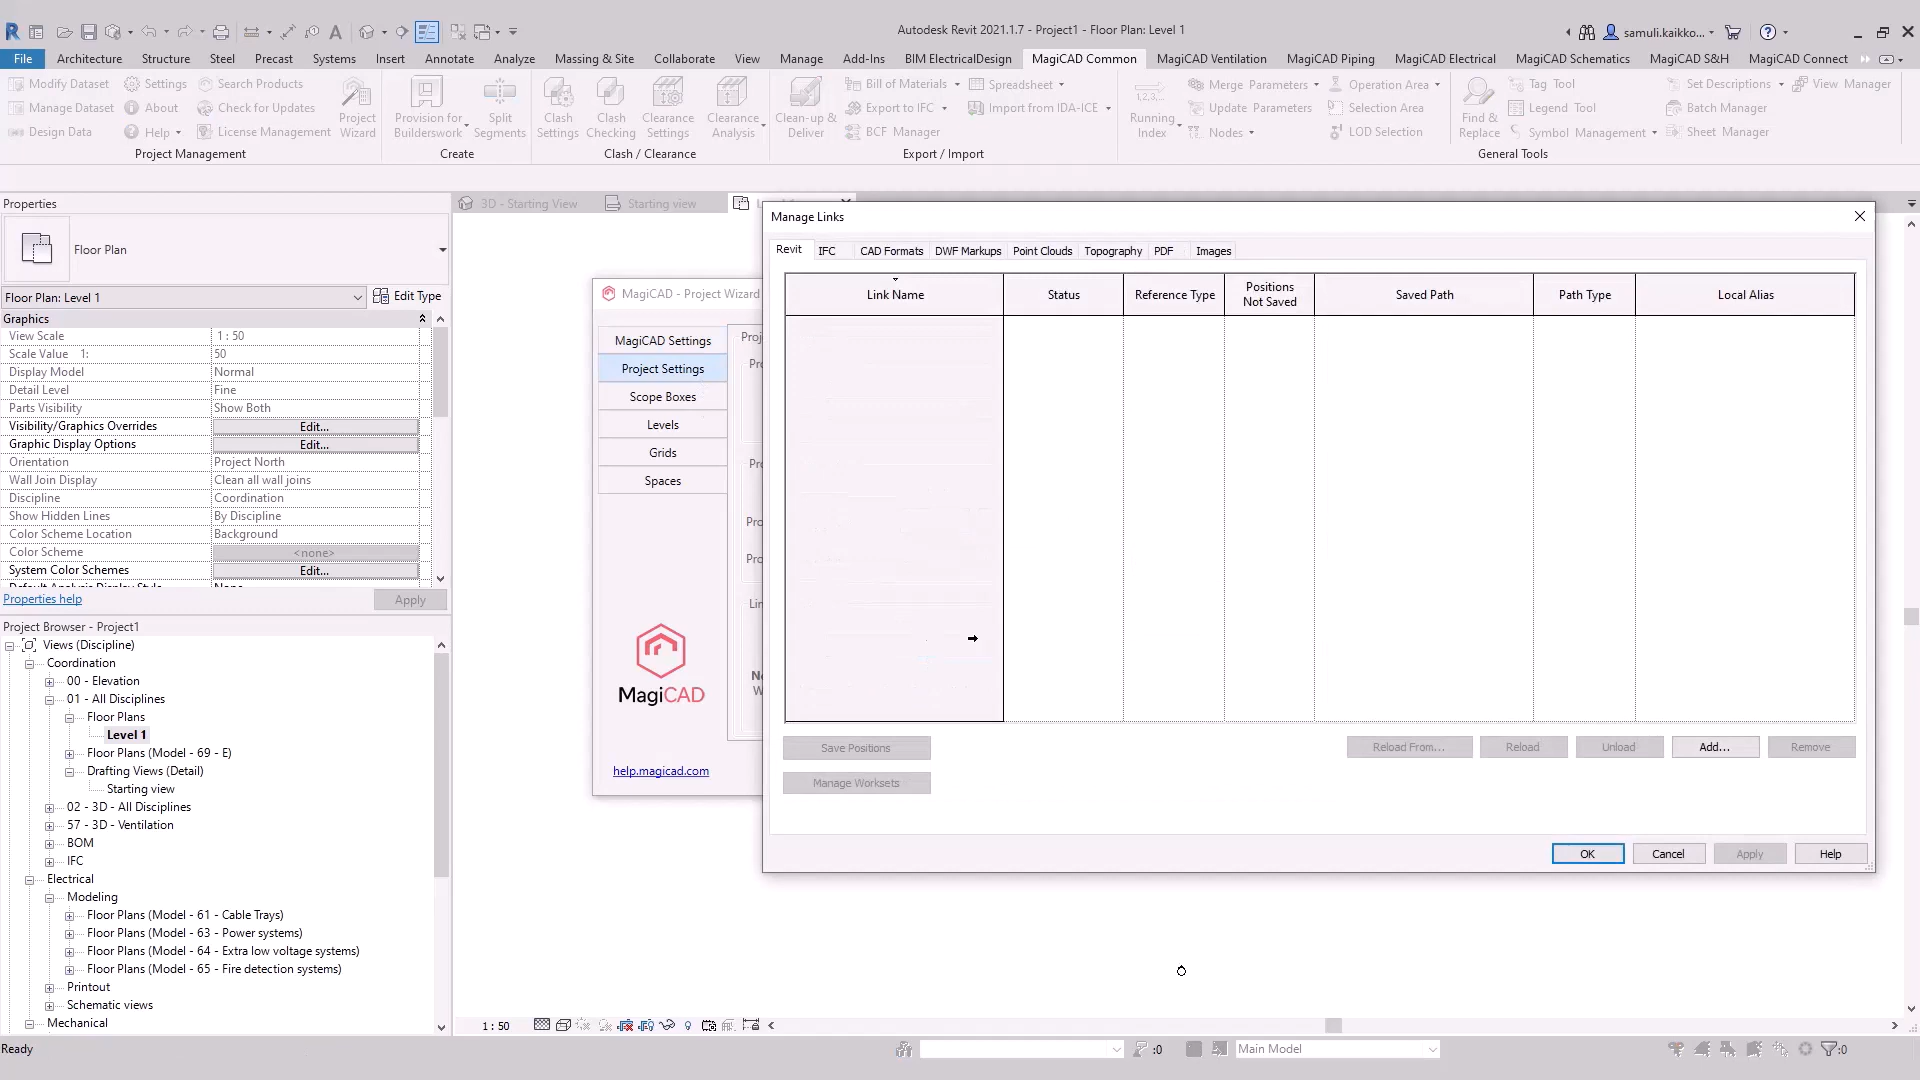 Autodesk Revit 2021.1.7 - Project1 - Floor Plan: Level 1
samuli.kaikko...
File Architecture Structure Steel Precast Systems Insert Annotate Analyze Massing & Site Collaborate View Manage Add-Ins BIM ElectricalDesign MagiCAD Common MagiCAD Ventilation MagiCAD Piping MagiCAD Electrical MagiCAD Schematics MagiCAD S&H MagiCAD Connect
Modify Dataset Settings Search Products
Manage Dataset About Check for Updates
Design Data Help License Management
Project Wizard
Project Management
Provision for Builderswork
Split Segments
Create
Clash Settings
Clash Checking
Clearance Settings
Clearance Analysis
Clash / Clearance
Clean-up & Deliver
Bill of Materials Spreadsheet
Export to IFC Import from IDA-ICE
BCF Manager
Export / Import
Running Index
Merge Parameters Operation Area
Update Parameters Selection Area
Nodes LOD Selection
Find & Replace
Tag Tool Set Descriptions View Manager
Legend Tool Batch Manager
Symbol Management Sheet Manager
General Tools
Properties
Floor Plan
Floor Plan: Level 1
Edit Type
Graphics
View Scale 1 : 50
Scale Value 1: 50
Display Model Normal
Detail Level Fine
Parts Visibility Show Both
Visibility/Graphics Overrides Edit...
Graphic Display Options Edit...
Orientation Project North
Wall Join Display Clean all wall joins
Discipline Coordination
Show Hidden Lines By Discipline
Color Scheme Location Background
Color Scheme <none>
System Color Schemes Edit...
Default Analysis Display Style None
Properties help
Apply
Project Browser - Project1
Views (Discipline)
Coordination
00 - Elevation
01 - All Disciplines
Floor Plans
Level 1
Floor Plans (Model - 69 - E)
Drafting Views (Detail)
Starting view
02 - 3D - All Disciplines
57 - 3D - Ventilation
BOM
IFC
Electrical
Modeling
Floor Plans (Model - 61 - Cable Trays)
Floor Plans (Model - 63 - Power systems)
Floor Plans (Model - 64 - Extra low voltage systems)
Floor Plans (Model - 65 - Fire detection systems)
Printout
Schematic views
Mechanical
3D - Starting View
Starting view
MagiCAD - Project Wizard
MagiCAD Settings
Project Settings
Scope Boxes
Levels
Grids
Spaces
MagiCAD
help.magicad.com
Manage Links
Revit IFC CAD Formats DWF Markups Point Clouds Topography PDF Images
Link Name
Status
Reference Type
Positions Not Saved
Saved Path
Path Type
Local Alias
Save Positions
Reload From...
Reload
Unload
Add...
Remove
Manage Worksets
OK
Cancel
Apply
Help
1 : 50
Ready
:0
Main Model
:0